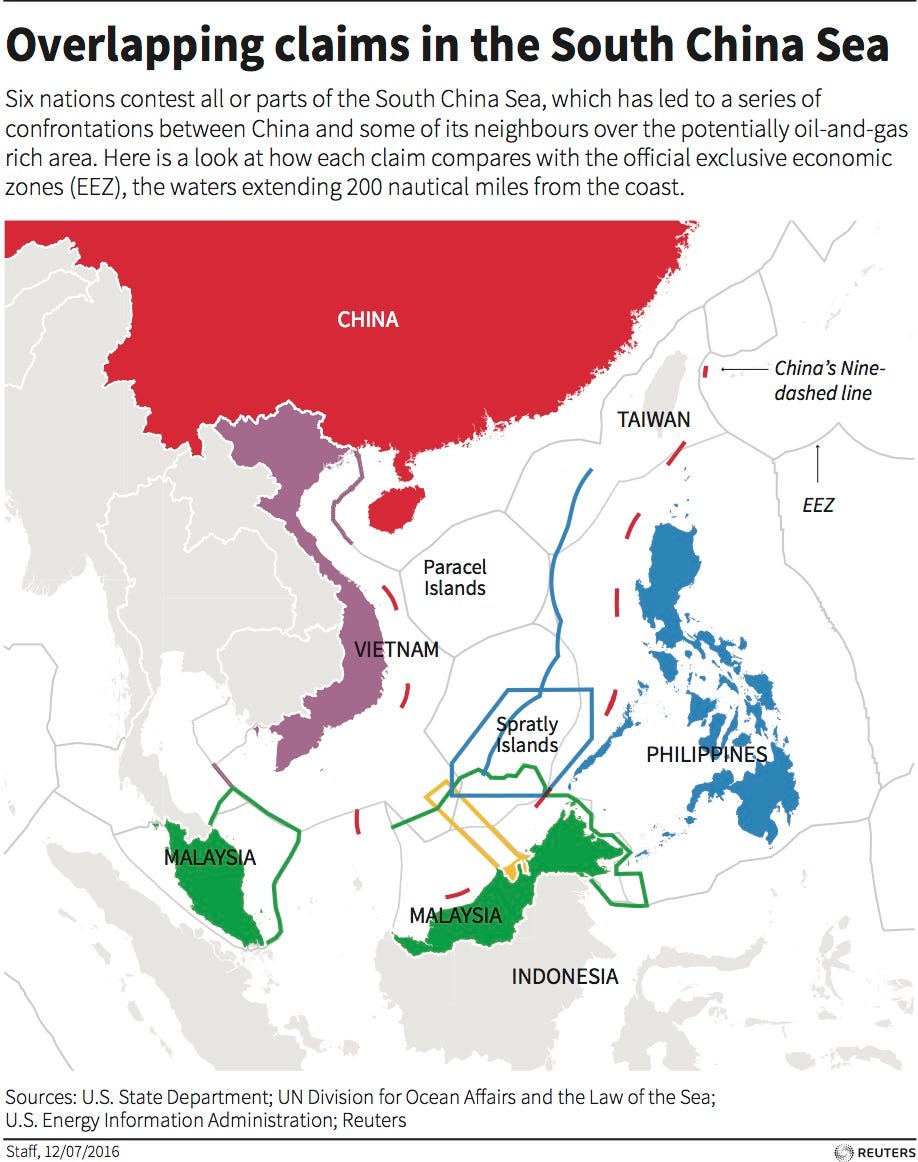 Overlapping claims in the South China Sea
Six nations contest all or parts of the South China Sea, which has led to a series of
confrontations between China and some of its neighbours over the potentially oil-and-gas
rich area. Here is a look at how each claim compares with the official exclusive economic
zones (EEZ), the waters extending 200 nautical miles from the coast.
CHINA
China's Nine-
dashed line
TAIWAN
EEZ
Paracel
Islands
VIETNAM
Spratly
Islands
PHILIPPINES
MALAYSIA
MALAYSIA
INDONESIA
Sources: U.S. State Department; UN Division for Ocean Affairs and the Law of the Sea;
U.S. Energy Information Administration; Reuters
Staff, 12/07/2016
REUTERS